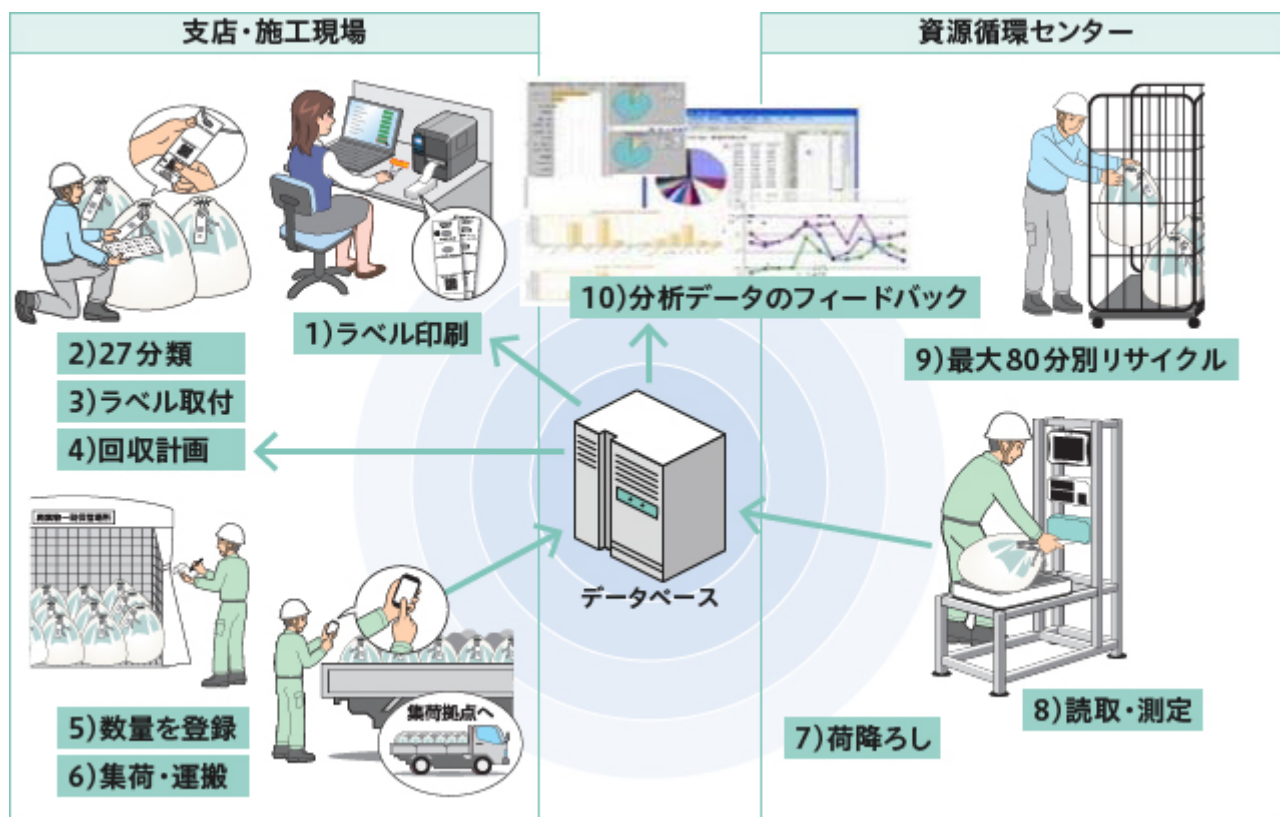 支店・施工現場
資源循環センター
1)ラベル印刷
2)27分類
3)ラベル取付
4)回収計画
5)数量を登録
6)集荷・運搬
集荷拠点へ
データベース
7)荷降ろし
8)読取・測定
9)最大80分別リサイクル
10)分析データのフィードバック